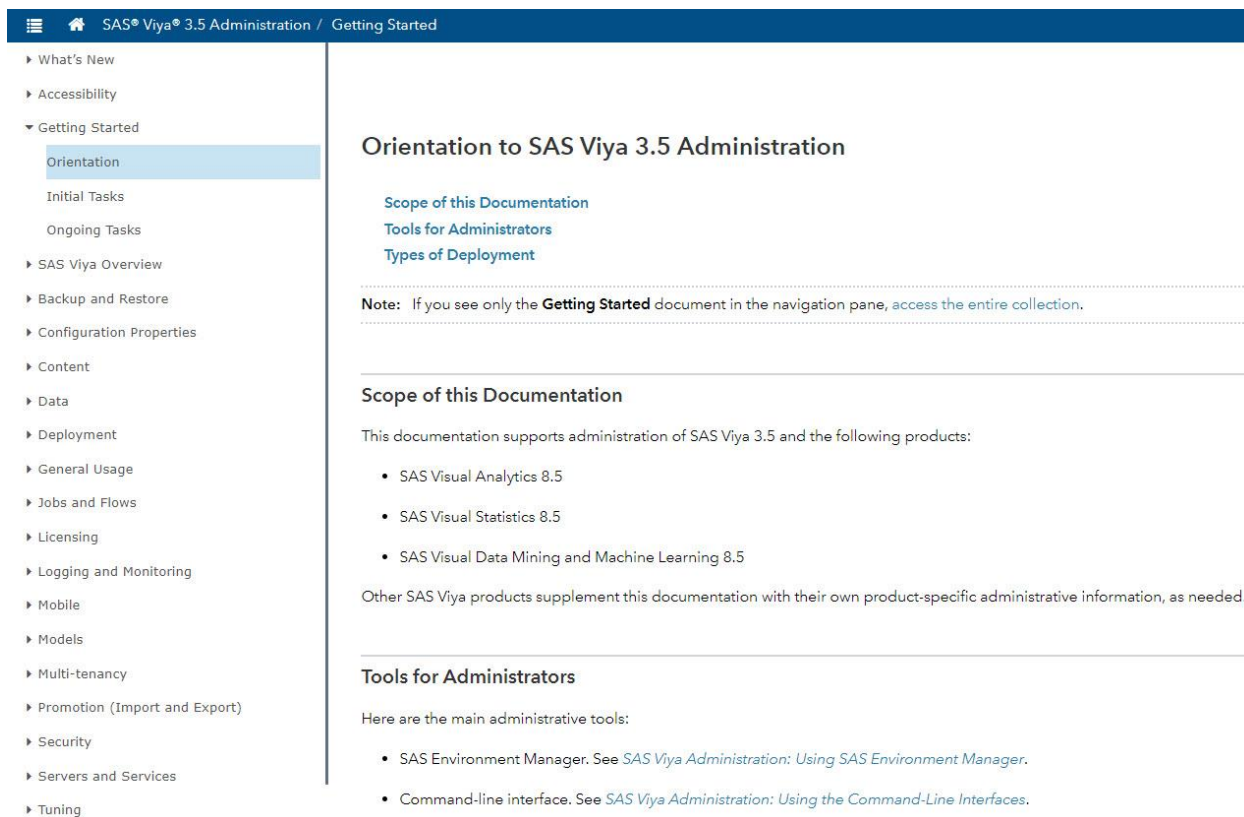 SAS® Viya® 3.5 Administration / Getting Started
What's New
Accessibility
Getting Started
Orientation
Initial Tasks
Ongoing Tasks
SAS Viya Overview
Backup and Restore
Configuration Properties
Content
Data
Deployment
General Usage
Jobs and Flows
Licensing
Logging and Monitoring
Mobile
Models
Multi-tenancy
Promotion (Import and Export)
Security
Servers and Services
Tuning
Orientation to SAS Viya 3.5 Administration
Scope of this Documentation
Tools for Administrators
Types of Deployment
Note: If you see only the Getting Started document in the navigation pane, access the entire collection.
Scope of this Documentation
This documentation supports administration of SAS Viya 3.5 and the following products:
• SAS Visual Analytics 8.5
• SAS Visual Statistics 8.5
• SAS Visual Data Mining and Machine Learning 8.5
Other SAS Viya products supplement this documentation with their own product-specific administrative information, as needed
Tools for Administrators
Here are the main administrative tools:
• SAS Environment Manager. See SAS Viya Administration: Using SAS Environment Manager.
• Command-line interface. See SAS Viya Administration: Using the Command-Line Interfaces.